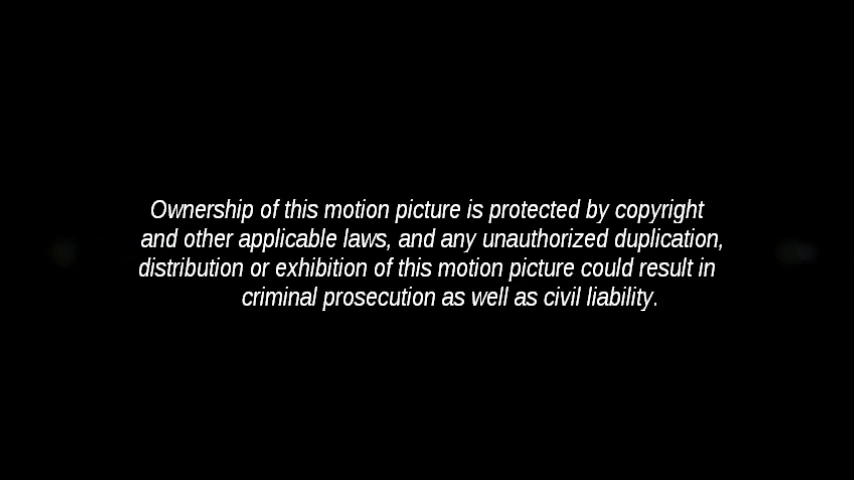 Ownership of this motion picture is protected by copyright
and other applicable laws, and any unauthorized duplication,
distribution or exhibition of this motion picture could result in
criminal prosecution as well as civil liability.